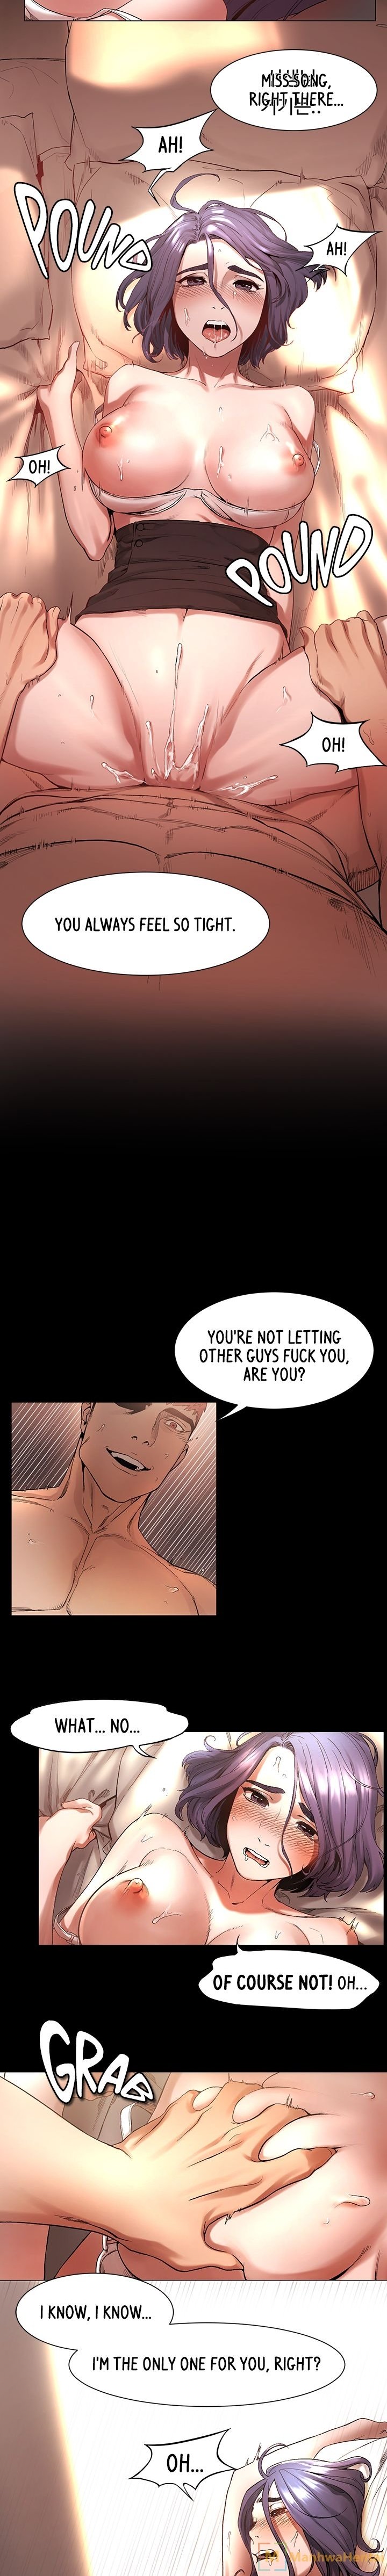 MISS SONG,
RIGHT THERE...
AH!
POUND
AH!
OH!
POUND
OH!
YOU ALWAYS FEEL SO TIGHT.
YOU'RE NOT LETTING
OTHER GUYS FUCK YOU,
ARE YOU?
WHAT... NO...
OF COURSE NOT! OH...
GRAB
I KNOW, I KNOW...
I'M THE ONLY ONE FOR YOU, RIGHT?
OH...